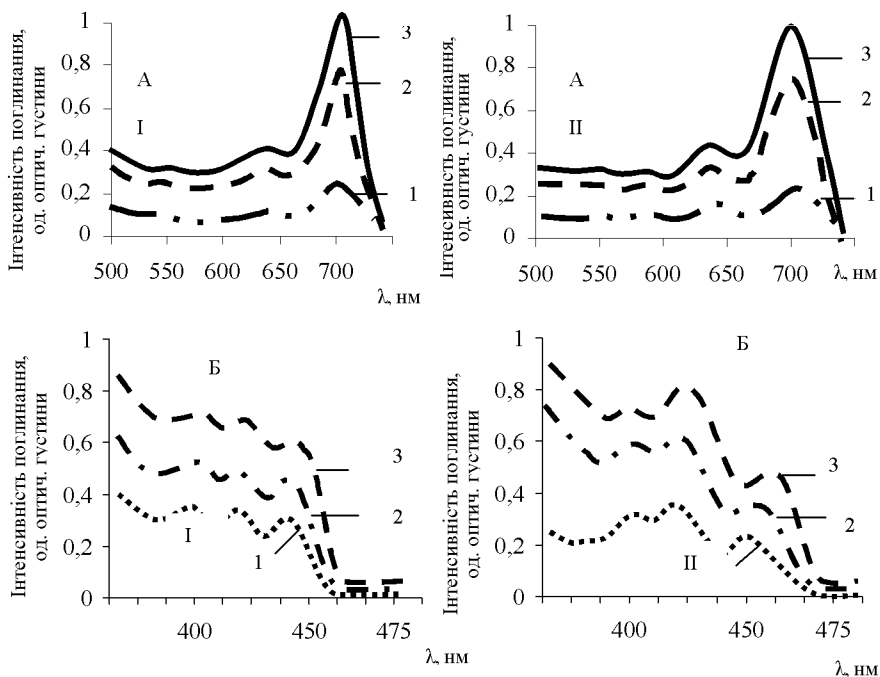 Інтенсивність поглинання,
од. оптич. густини
1
0,8
0,6
0,4
0,2
0
А
І
3
2
1
500 550 600 650 700
λ, нм
Інтенсивність поглинання,
од. оптич. густини
1
0,8
0,6
0,4
0,2
0
А
ІІ
3
2
1
500 550 600 650 700
λ, нм
Інтенсивність поглинання,
од. оптич. густини
1
0,8
0,6
0,4
0,2
0
Б
3
2
І
1
400 450 475
λ, нм
Інтенсивність поглинання,
од. оптич. густини
1
0,8
0,6
0,4
0,2
0
Б
3
2
ІІ
1
400 450 475
λ, нм